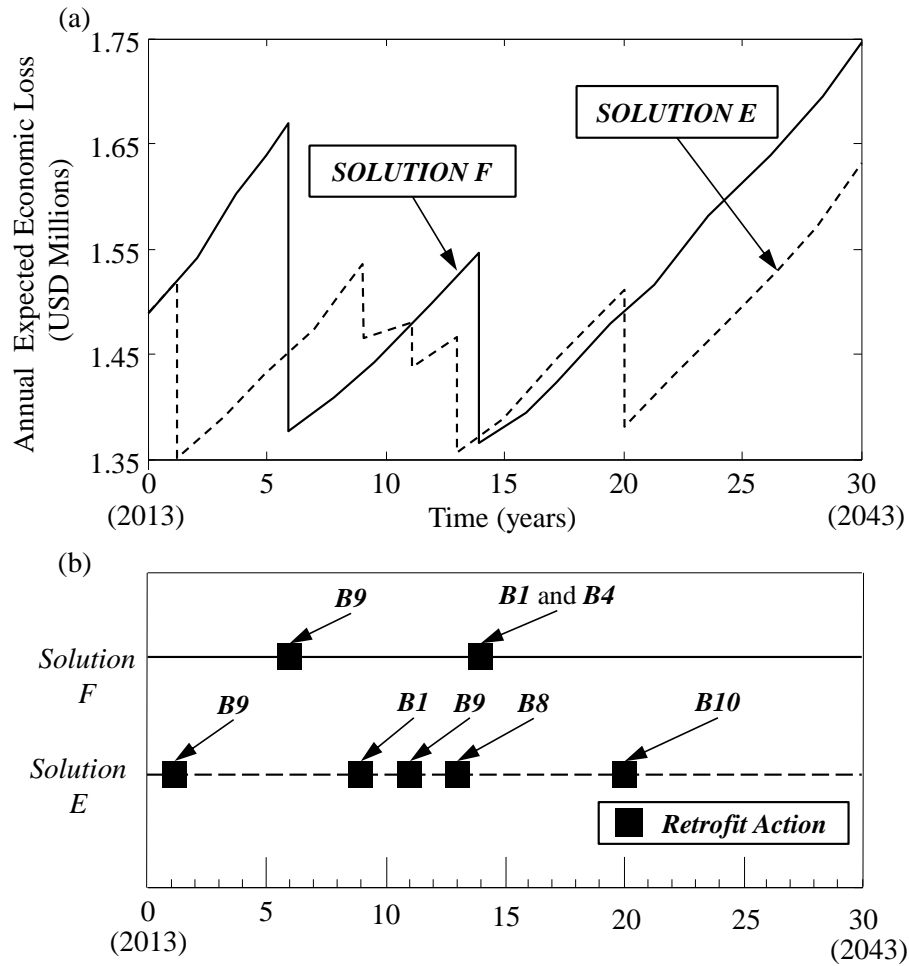 (a)
1.75
1.65
1.55
1.45
1.35
Annual Expected Economic Loss
(USD Millions)
SOLUTION E
SOLUTION F
0 5 10 15 20 25 30
(2013) Time (years) (2043)
(b)
B9 B1 and B4
Solution
F
B9 B1 B9 B8 B10
Solution
E
Retrofit Action
0 5 10 15 20 25 30
(2013) (2043)